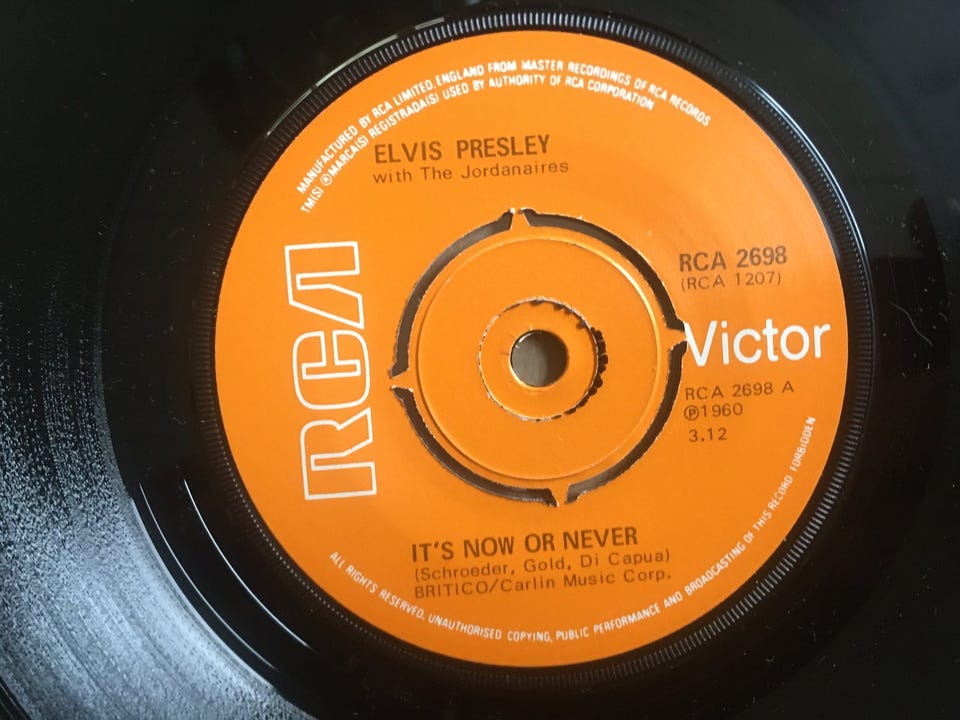 MANUFACTURED BY RCA LIMITED, ENGLAND FROM MASTER RECORDINGS OF RCA RECORDS
TM(S) ® MARCA(S) REGISTRADA(S) USED BY AUTHORITY OF RCA CORPORATION
ELVIS PRESLEY
with The Jordanaires
RCA
RCA 2698
(RCA 1207)
Victor
RCA 2698 A
℗1960
3.12
IT'S NOW OR NEVER
(Schroeder, Gold, Di Capua)
BRITICO/Carlin Music Corp.
ALL RIGHTS RESERVED, UNAUTHORISED COPYING, PUBLIC PERFORMANCE AND BROADCASTING OF THIS RECORD FORBIDDEN